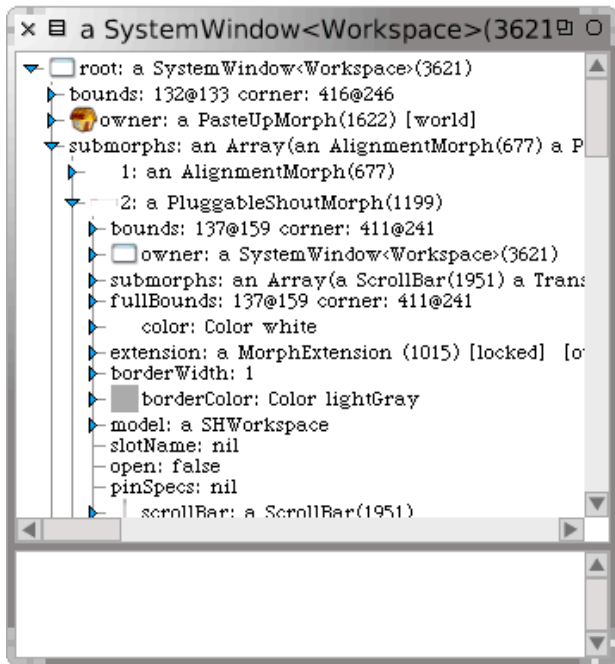 a SystemWindow<Workspace>(3621
root: a SystemWindow<Workspace>(3621)
bounds: 132@133 corner: 416@246
owner: a PasteUpMorph(1622) [world]
submorphs: an Array(an AlignmentMorph(677) a P
1: an AlignmentMorph(677)
2: a PluggableShoutMorph(1199)
bounds: 137@159 corner: 411@241
owner: a SystemWindow<Workspace>(3621)
submorphs: an Array(a ScrollBar(1951) a Trans
fullBounds: 137@159 corner: 411@241
color: Color white
extension: a MorphExtension (1015) [locked] [o
borderWidth: 1
borderColor: Color lightGray
model: a SHWorkspace
slotName: nil
open: false
pinSpecs: nil
scrollBar: a ScrollBar(1951)